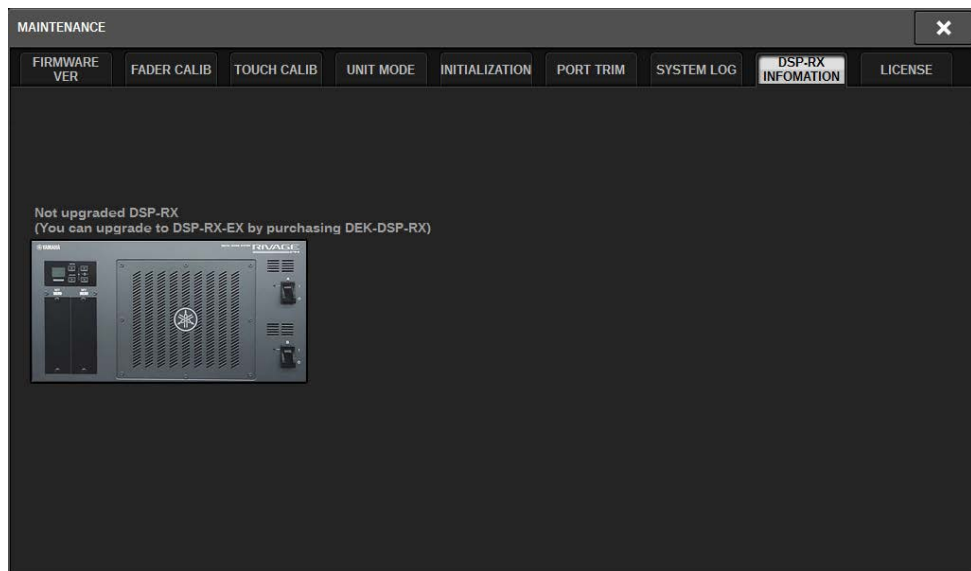 MAINTENANCE
FIRMWARE
VER
FADER CALIB
TOUCH CALIB
UNIT MODE
INITIALIZATION
PORT TRIM
SYSTEM LOG
DSP-RX
INFOMATION
LICENSE
Not upgraded DSP-RX
(You can upgrade to DSP-RX-EX by purchasing DEK-DSP-RX)
YAMAHA
RIVAGE